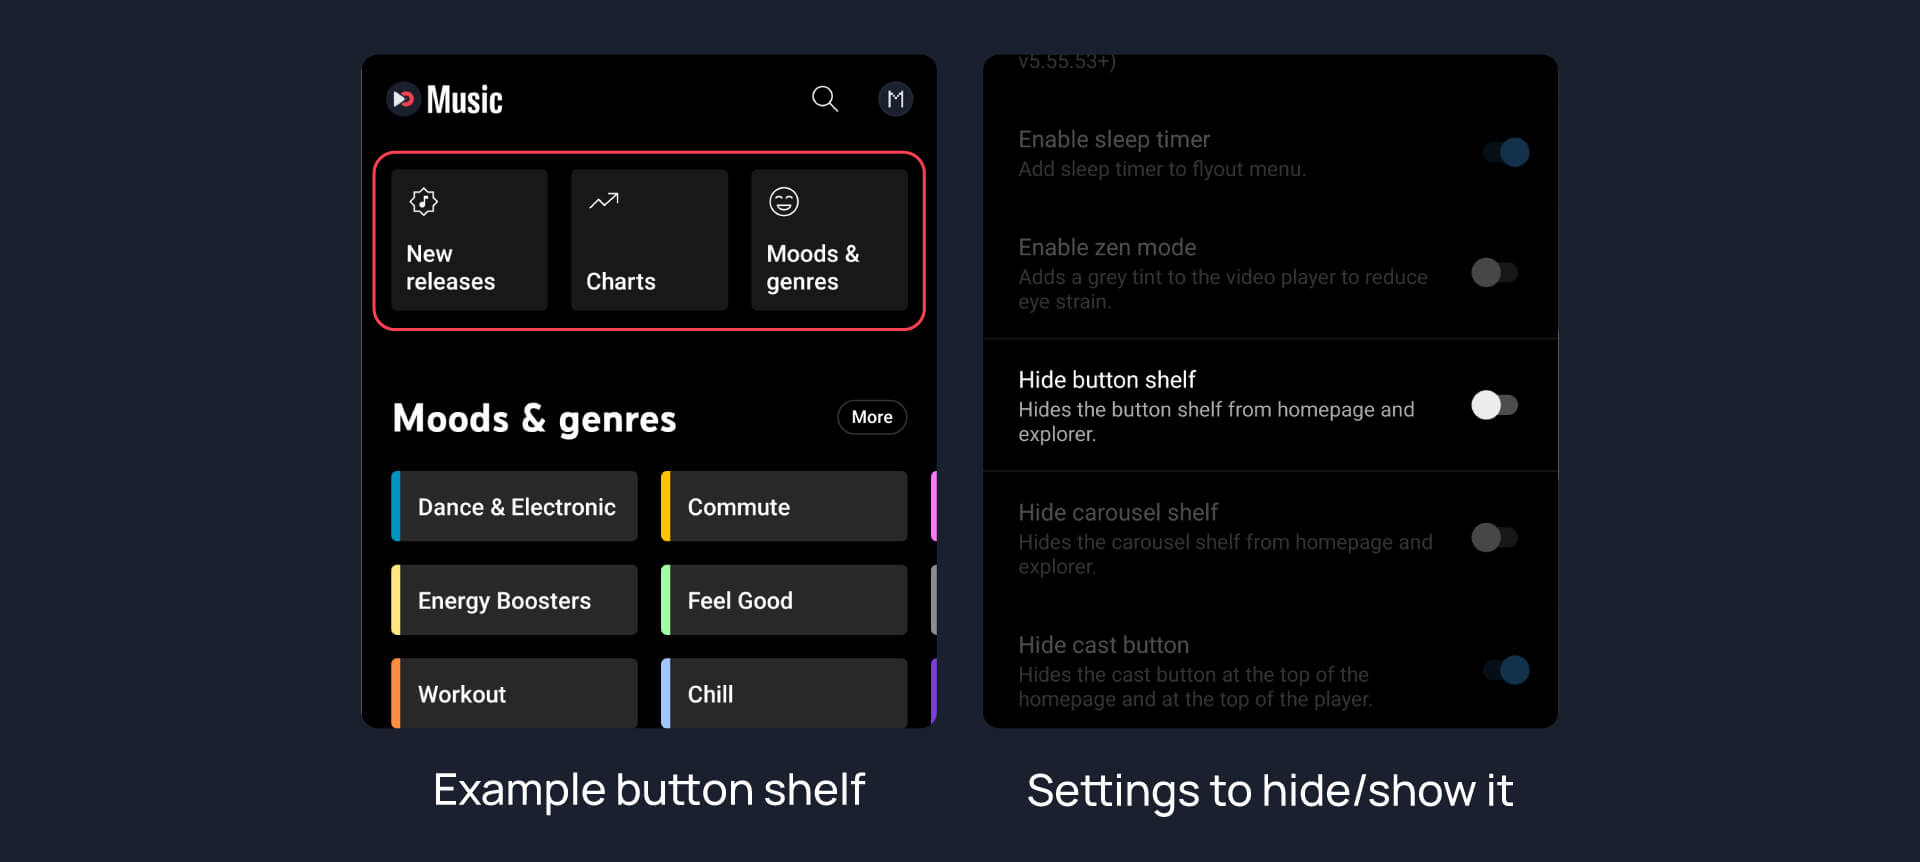 Music
M
New
releases
Charts
Moods &
genres
Moods & genres
More
Dance & Electronic
Commute
Energy Boosters
Feel Good
Workout
Chill
Example button shelf
v5.55.53+)
Enable sleep timer
Add sleep timer to flyout menu.
Enable zen mode
Adds a grey tint to the video player to reduce
eye strain.
Hide button shelf
Hides the button shelf from homepage and
explorer.
Hide carousel shelf
Hides the carousel shelf from homepage and
explorer.
Hide cast button
Hides the cast button at the top of the
homepage and at the top of the player.
Settings to hide/show it